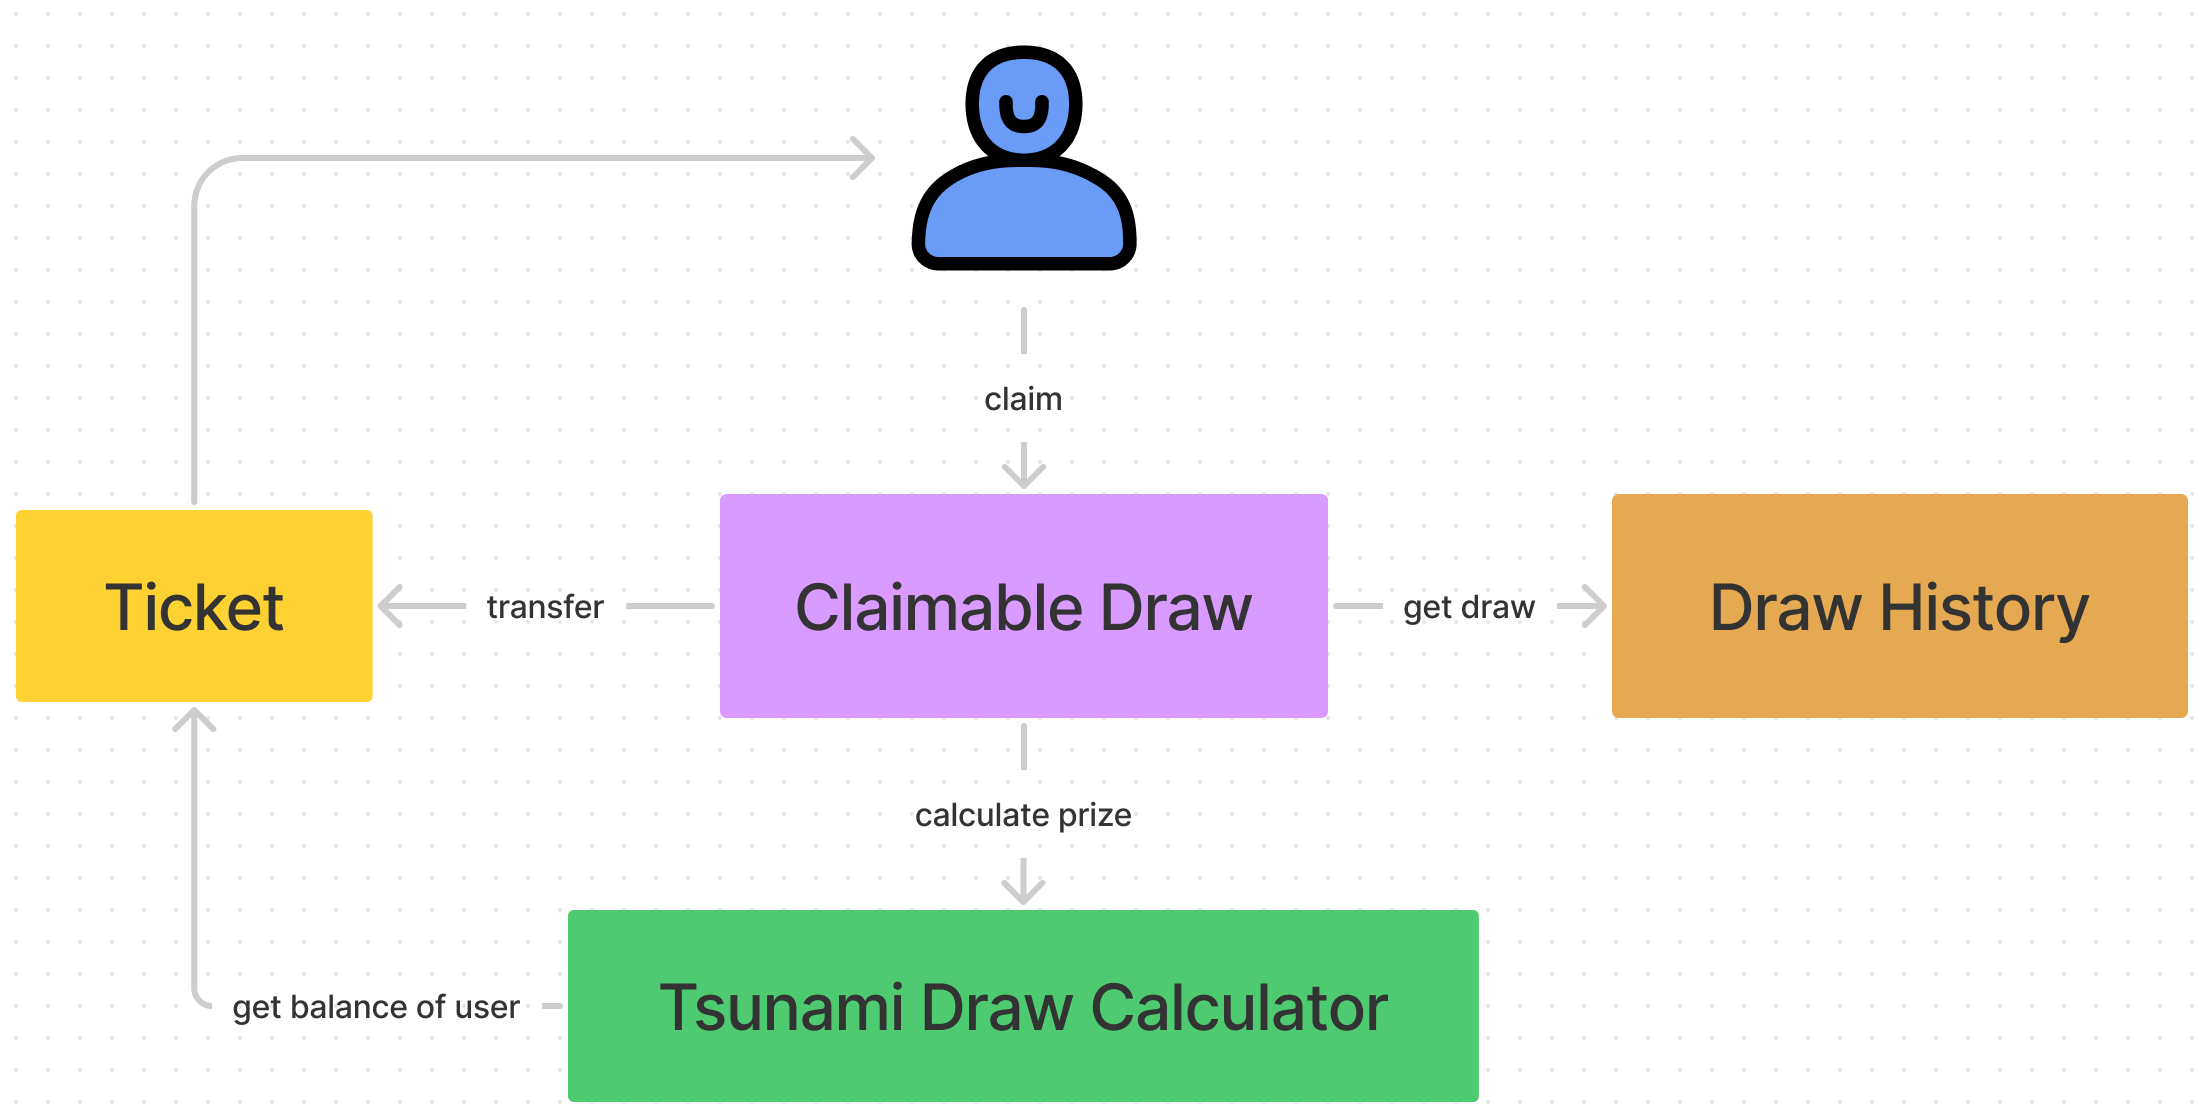 claim
Ticket
transfer
Claimable Draw
get draw
Draw History
calculate prize
get balance of user
Tsunami Draw Calculator